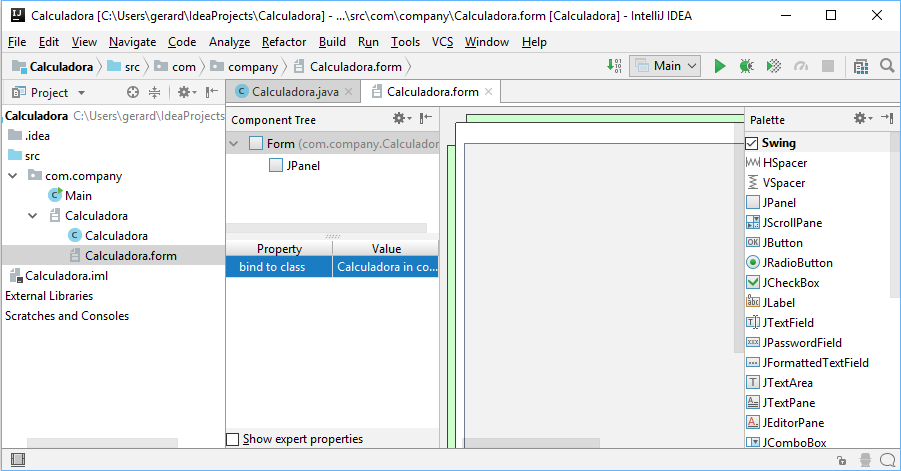 Calculadora [C:\Users\gerard\IdeaProjects\Calculadora] - ...\src\com\company\Calculadora.form [Calculadora] - IntelliJ IDEA
File Edit View Navigate Code Analyze Refactor Build Run Tools VCS Window Help
Calculadora src com company Calculadora.form Main
Project
Calculadora C:\Users\gerard\IdeaProjects
.idea
src
com.company
Main
Calculadora
Calculadora
Calculadora.form
Calculadora.iml
External Libraries
Scratches and Consoles
Calculadora.java Calculadora.form
Component Tree
Form (com.company.Calculador
JPanel
Property Value
bind to class Calculadora in co...
Show expert properties
Palette
Swing
HSpacer
VSpacer
JPanel
JScrollPane
JButton
JRadioButton
JCheckBox
JLabel
JTextField
JPasswordField
JFormattedTextField
JTextArea
JTextPane
JEditorPane
JComboBox